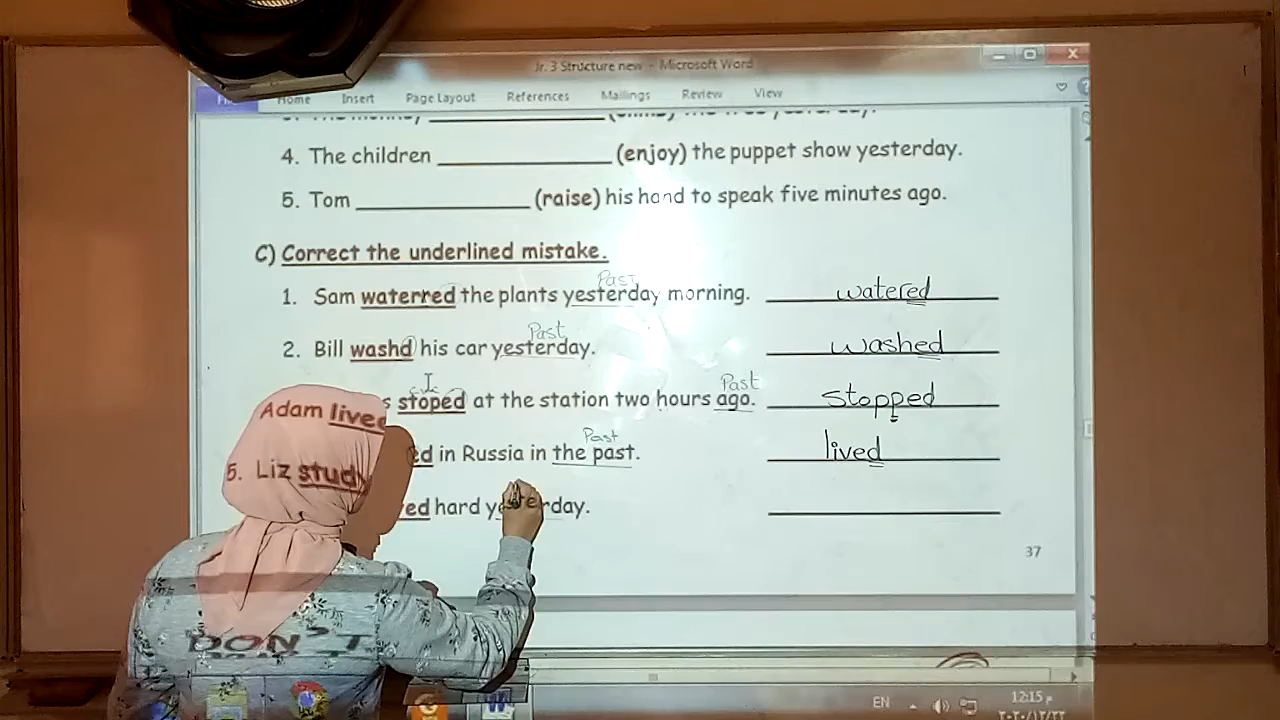 Jr. 3 Structure new - Microsoft Word
Home Insert Page Layout References Mailings Review View
4. The children ____________ (enjoy) the puppet show yesterday.
5. Tom ____________ (raise) his hand to speak five minutes ago.
C) Correct the underlined mistake.
Past
1. Sam waterred the plants yesterday morning. watered
Past
2. Bill washd his car yesterday. washed
Past
s stoped at the station two hours ago. stopped
Past
Adam lived in Russia in the past. lived
5. Liz study ed hard yesterday. ____________
37
DON'T
EN 12:15 م